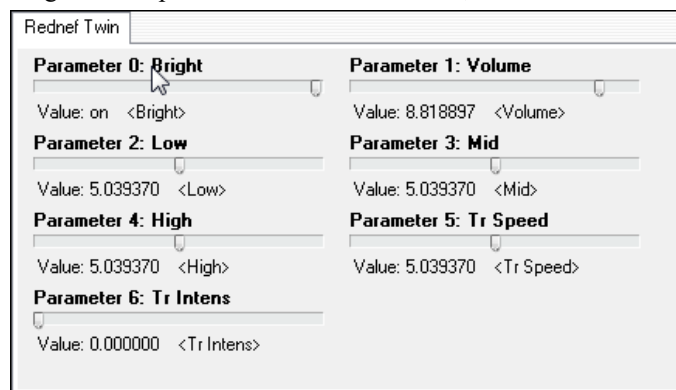 Rednef Twin
Parameter 0: Bright
Value: on <Bright>
Parameter 1: Volume
Value: 8.818897 <Volume>
Parameter 2: Low
Value: 5.039370 <Low>
Parameter 3: Mid
Value: 5.039370 <Mid>
Parameter 4: High
Value: 5.039370 <High>
Parameter 5: Tr Speed
Value: 5.039370 <Tr Speed>
Parameter 6: Tr Intens
Value: 0.000000 <Tr Intens>